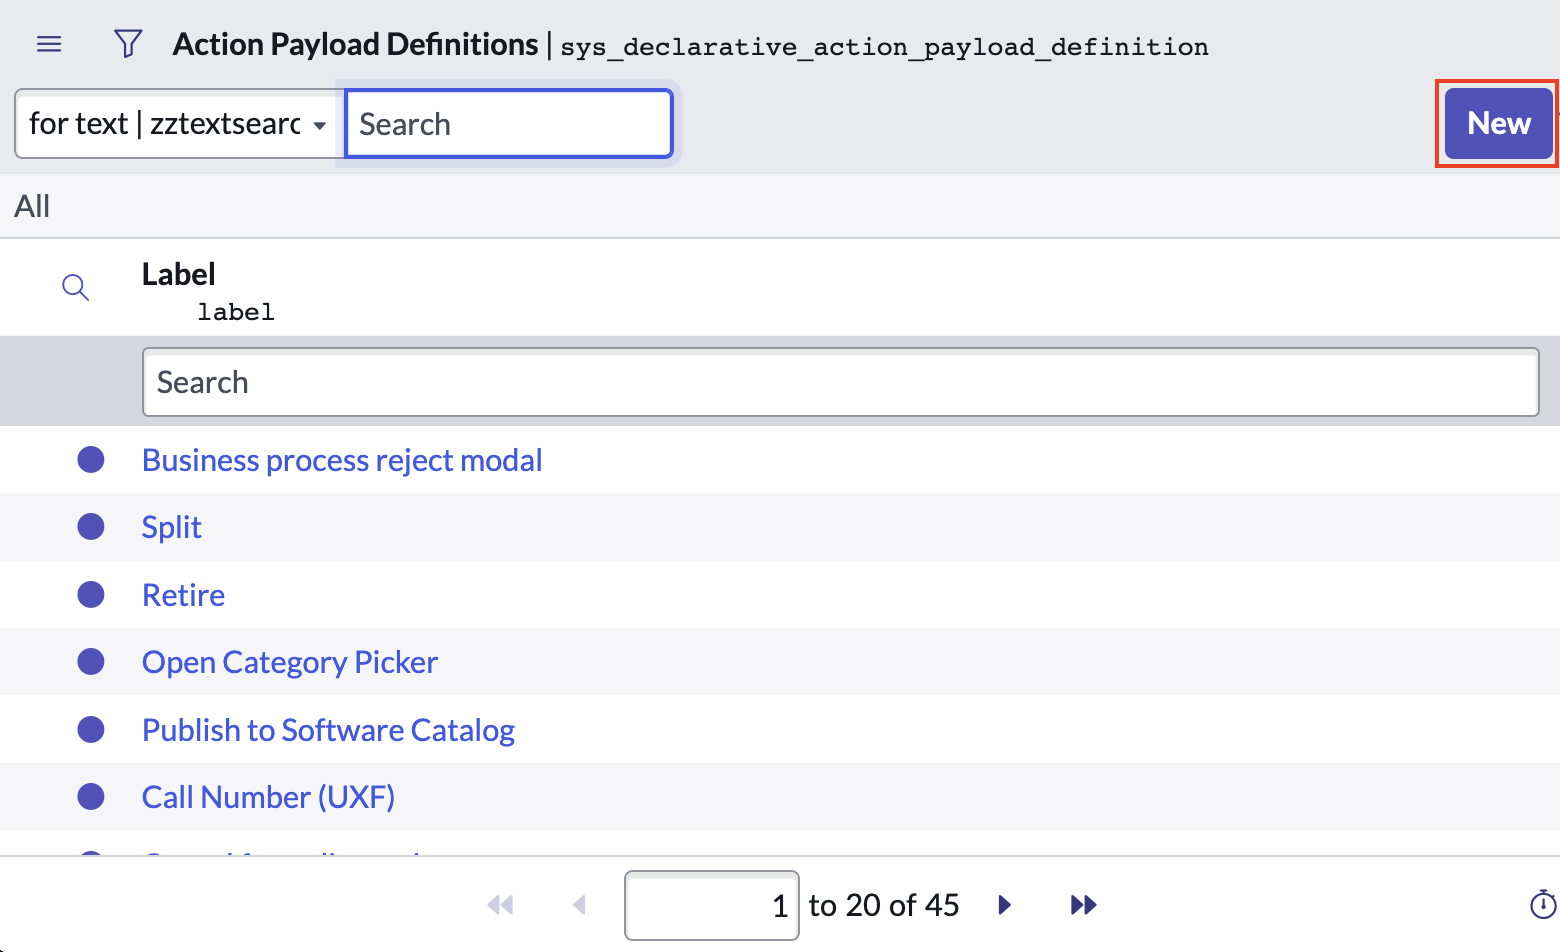 Action Payload Definitions | sys_declarative_action_payload_definition
for text | zztextsearc Search New
All
Label
label
Search
Business process reject modal
Split
Retire
Open Category Picker
Publish to Software Catalog
Call Number (UXF)
1 to 20 of 45